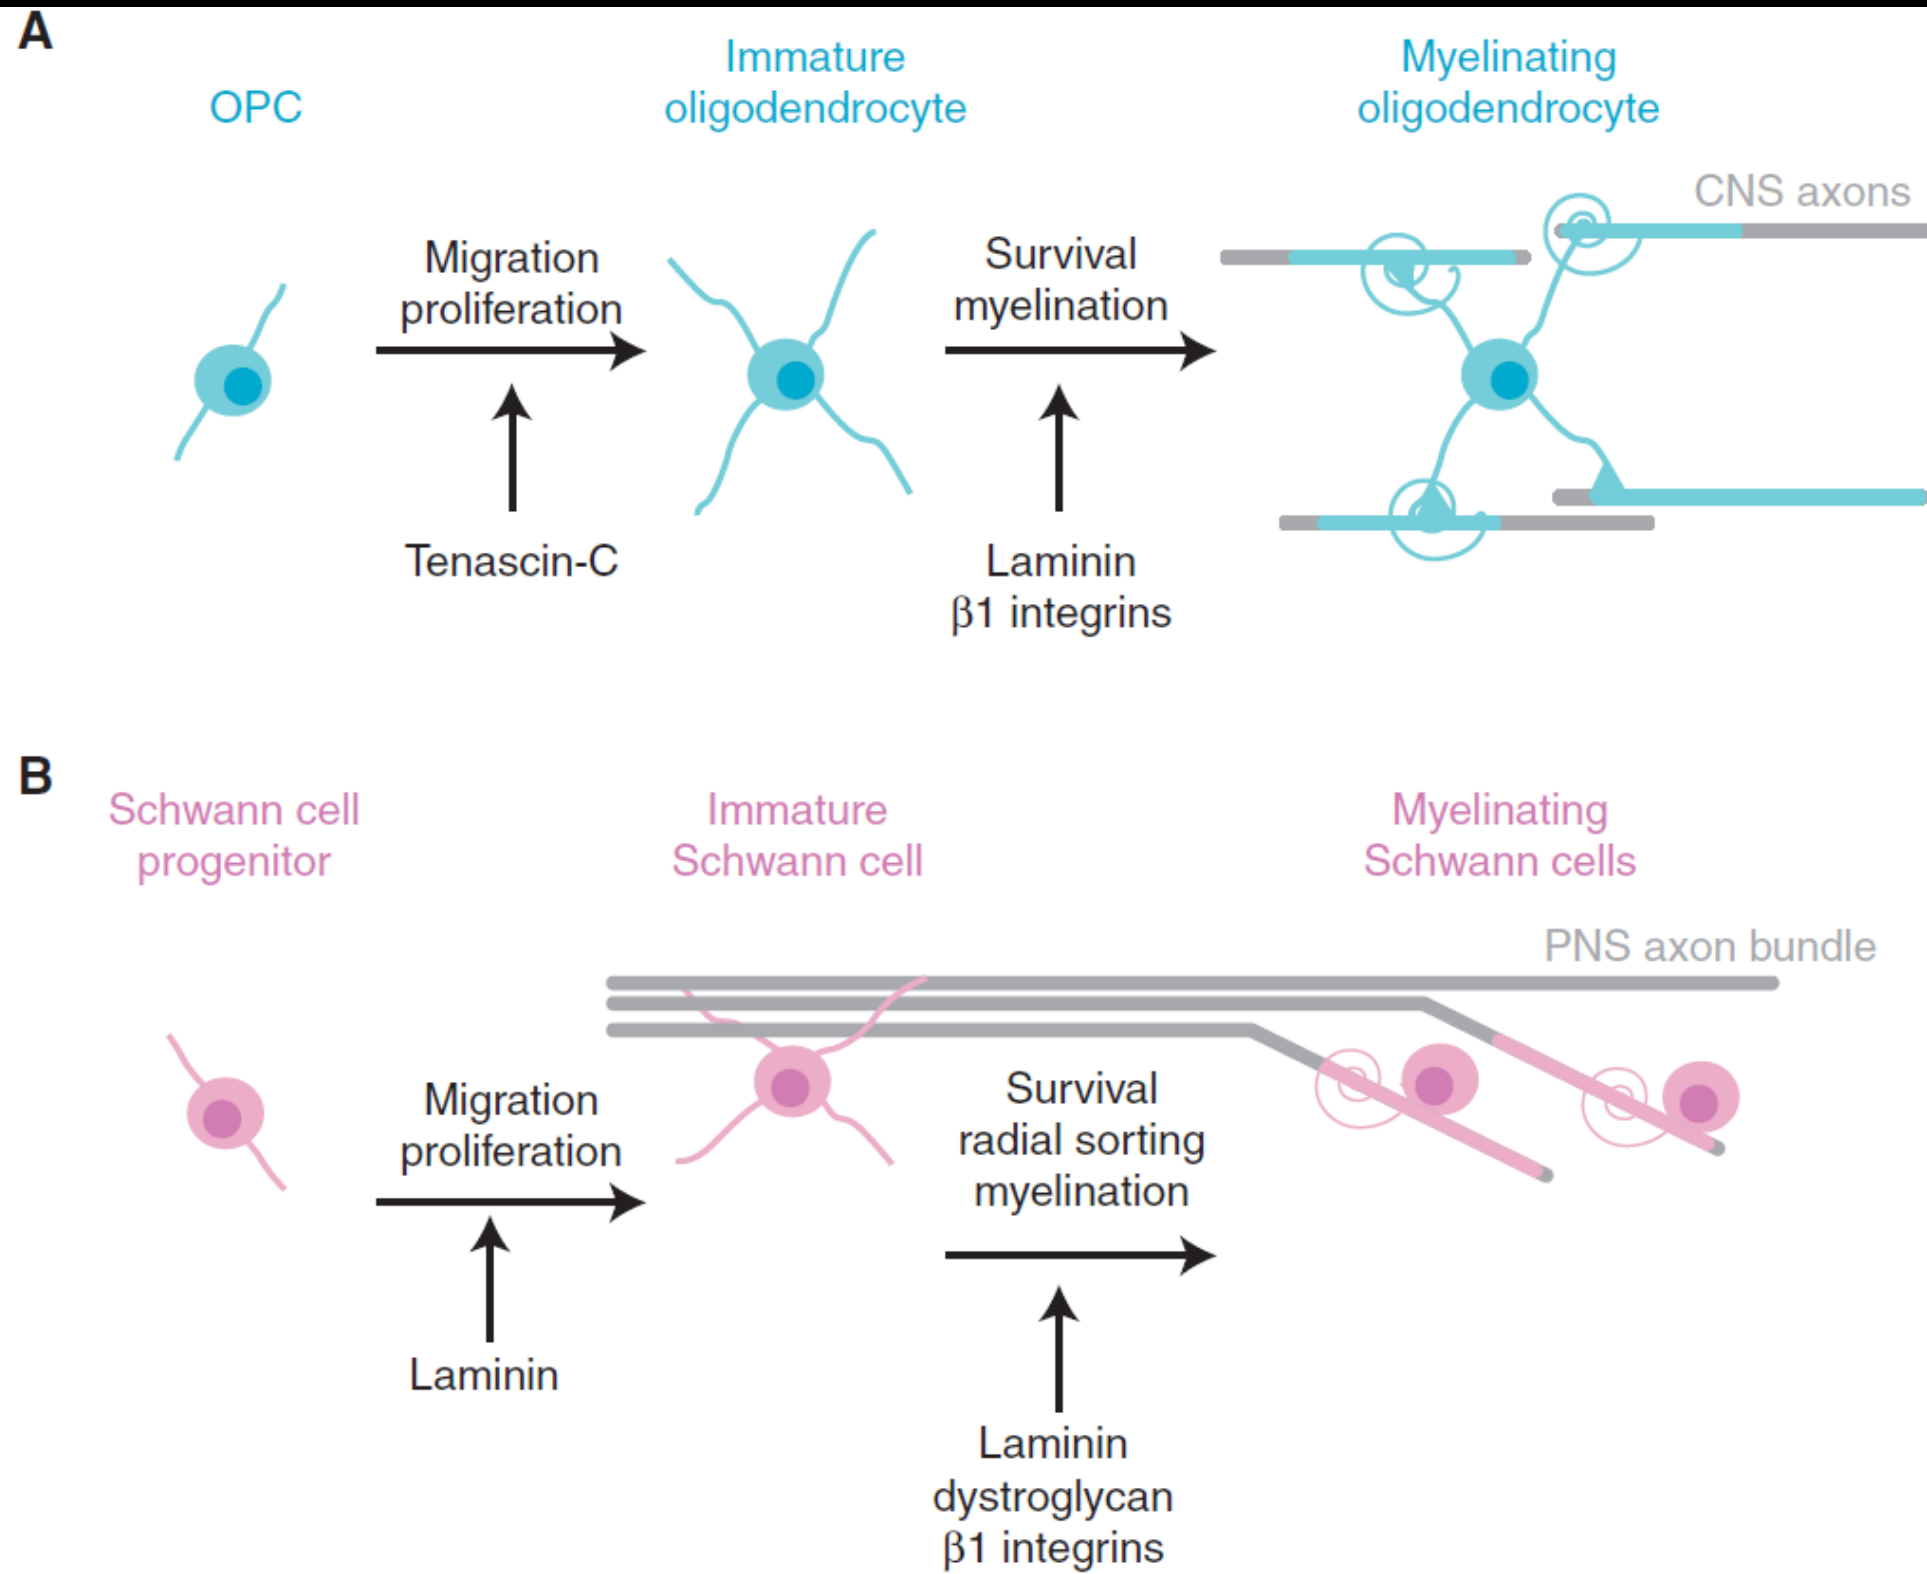 A
OPC
Immature
oligodendrocyte
Myelinating
oligodendrocyte
CNS axons
Migration
proliferation
Survival
myelination
Tenascin-C
Laminin
β1 integrins
B
Schwann cell
progenitor
Immature
Schwann cell
Myelinating
Schwann cells
PNS axon bundle
Migration
proliferation
Survival
radial sorting
myelination
Laminin
Laminin
dystroglycan
β1 integrins